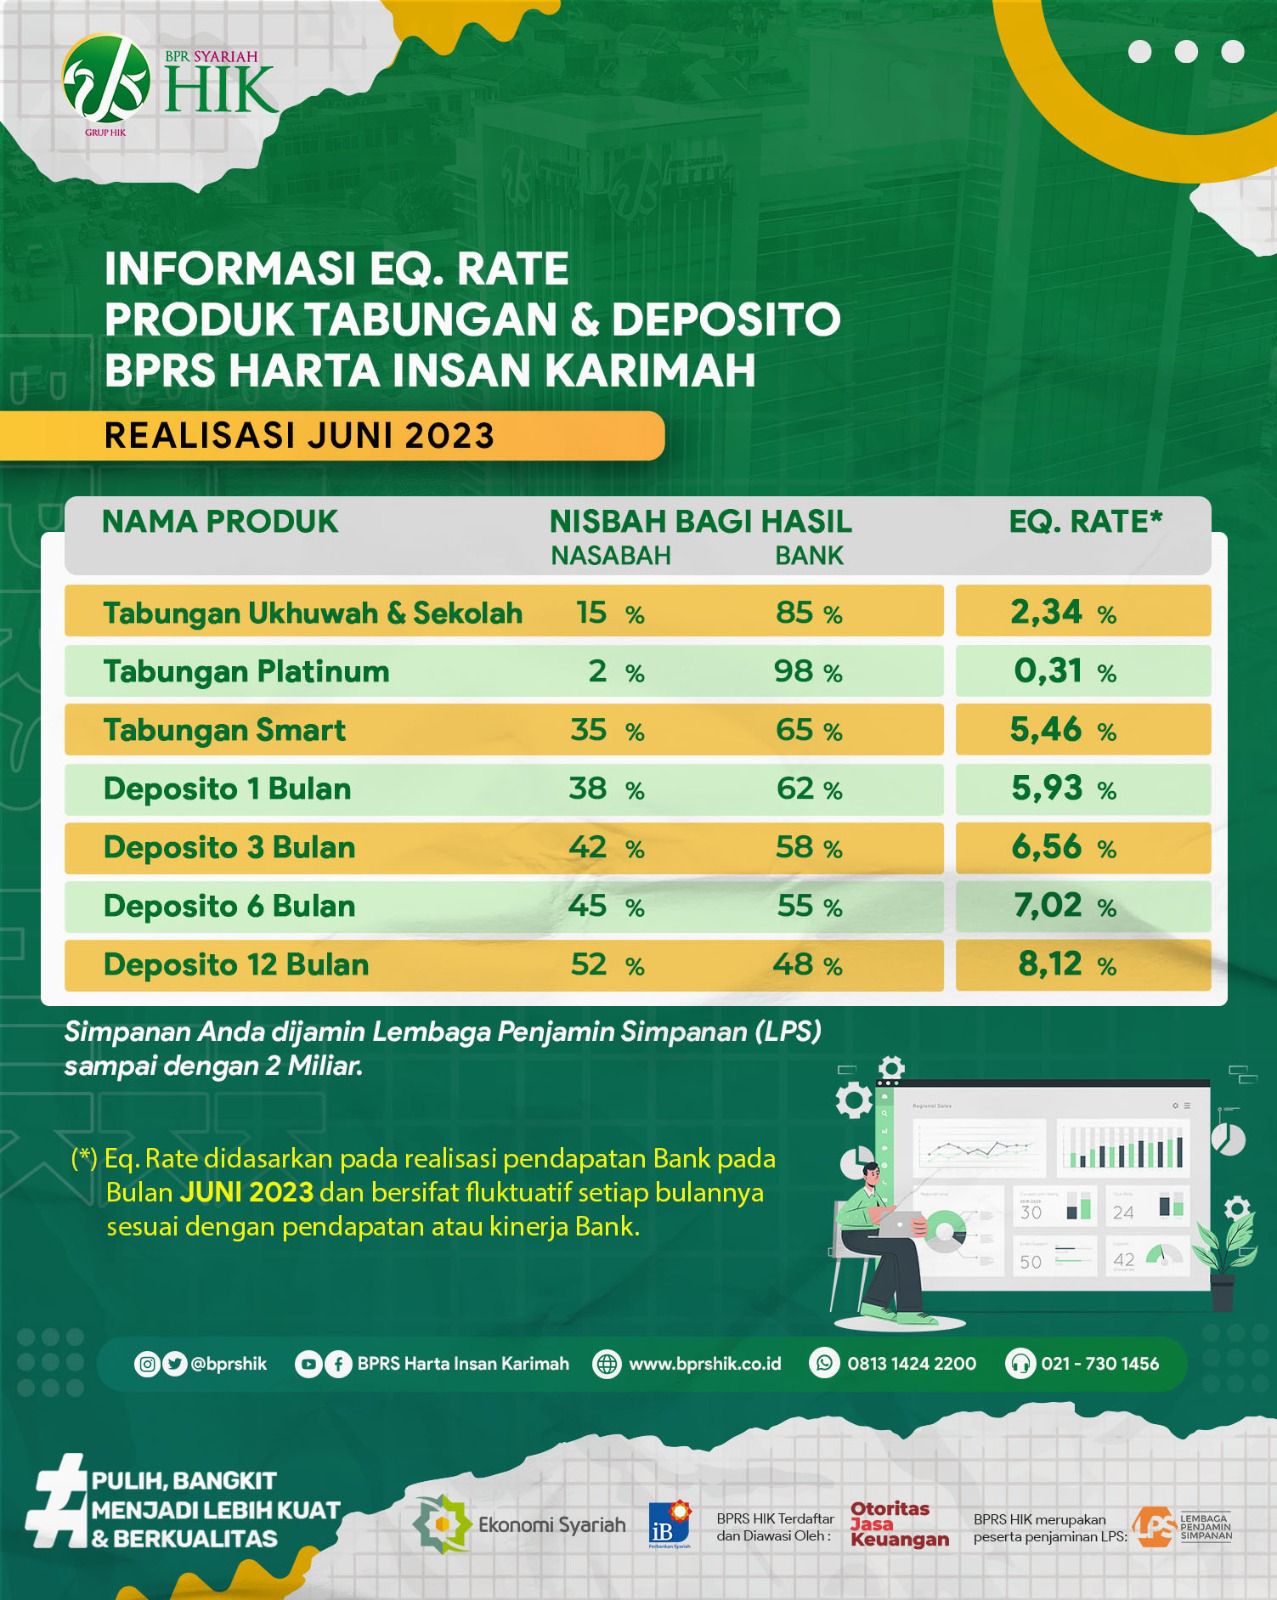 BPR SYARIAH
HIK
GRUP HIK
INFORMASI EQ. RATE
PRODUK TABUNGAN & DEPOSITO
BPRS HARTA INSAN KARIMAH
REALISASI JUNI 2023
NAMA PRODUK NISBAH BAGI HASIL EQ. RATE*
NASABAH BANK
Tabungan Ukhuwah & Sekolah 15 % 85 % 2,34 %
Tabungan Platinum 2 % 98 % 0,31 %
Tabungan Smart 35 % 65 % 5,46 %
Deposito 1 Bulan 38 % 62 % 5,93 %
Deposito 3 Bulan 42 % 58 % 6,56 %
Deposito 6 Bulan 45 % 55 % 7,02 %
Deposito 12 Bulan 52 % 48 % 8,12 %
Simpanan Anda dijamin Lembaga Penjamin Simpanan (LPS)
sampai dengan 2 Miliar.
(*) Eq. Rate didasarkan pada realisasi pendapatan Bank pada
Bulan JUNI 2023 dan bersifat fluktuatif setiap bulannya
sesuai dengan pendapatan atau kinerja Bank.
Regional Sales
30
24
50
42
@bprshik BPRS Harta Insan Karimah www.bprshik.co.id 0813 1424 2200 021 - 730 1456
# PULIH, BANGKIT
MENJADI LEBIH KUAT
& BERKUALITAS
Ekonomi Syariah
iB
Perbankan Syariah
BPRS HIK Terdaftar
dan Diawasi Oleh :
Otoritas
Jasa
Keuangan
BPRS HIK merupakan
peserta penjaminan LPS:
LPS
LEMBAGA
PENJAMIN
SIMPANAN